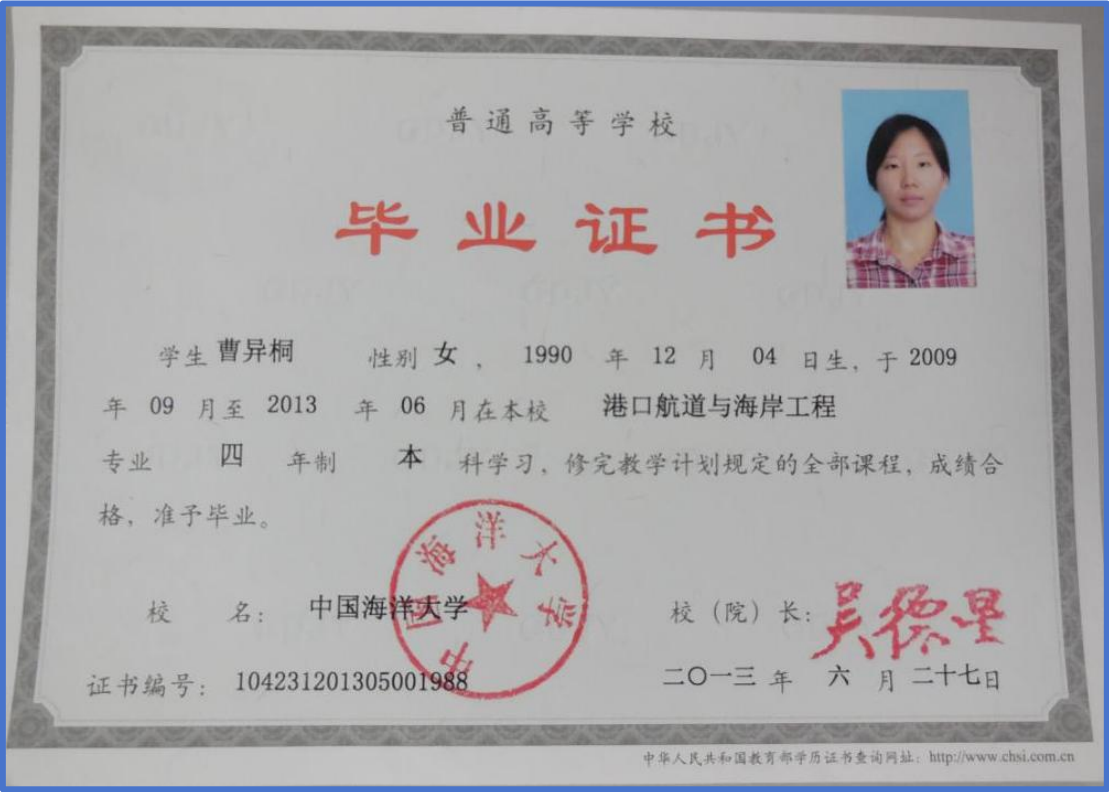 普通高等学校
毕业证书
学生 曹异桐 性别 女 ，1990 年 12 月 04 日生，于 2009
年 09 月至 2013 年 06 月在本校 港口航道与海岸工程
专业 四 年制 本 科学习，修完教学计划规定的全部课程，成绩合
格，准予毕业。
中国海洋大学
校 名： 中国海洋大学 校（院）长：吴德星
证书编号： 104231201305001988 二〇一三 年 六 月 二十七日
中华人民共和国教育部学历证书查询网址：http://www.chsi.com.cn